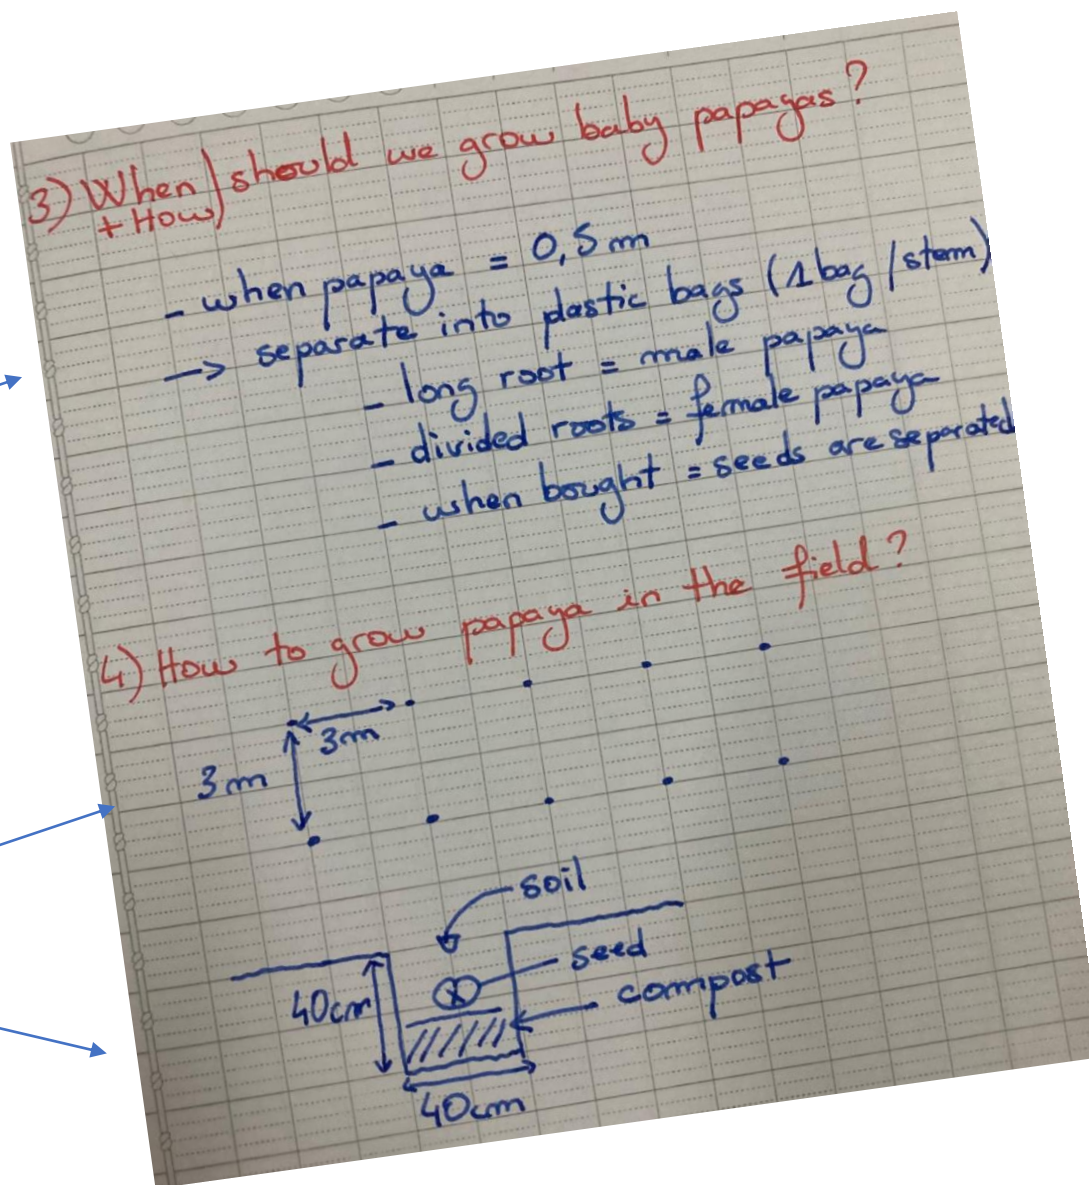 3) When should we grow baby papayas?
+ How
- when papaya = 0,5 m
→ separate into plastic bags (1 bag / stem)
- long root = male papaya
- divided roots = female papaya
- when bought = seeds are separated
4) How to grow papaya in the field?
3m
3m
soil
seed
40cm
compost
40cm